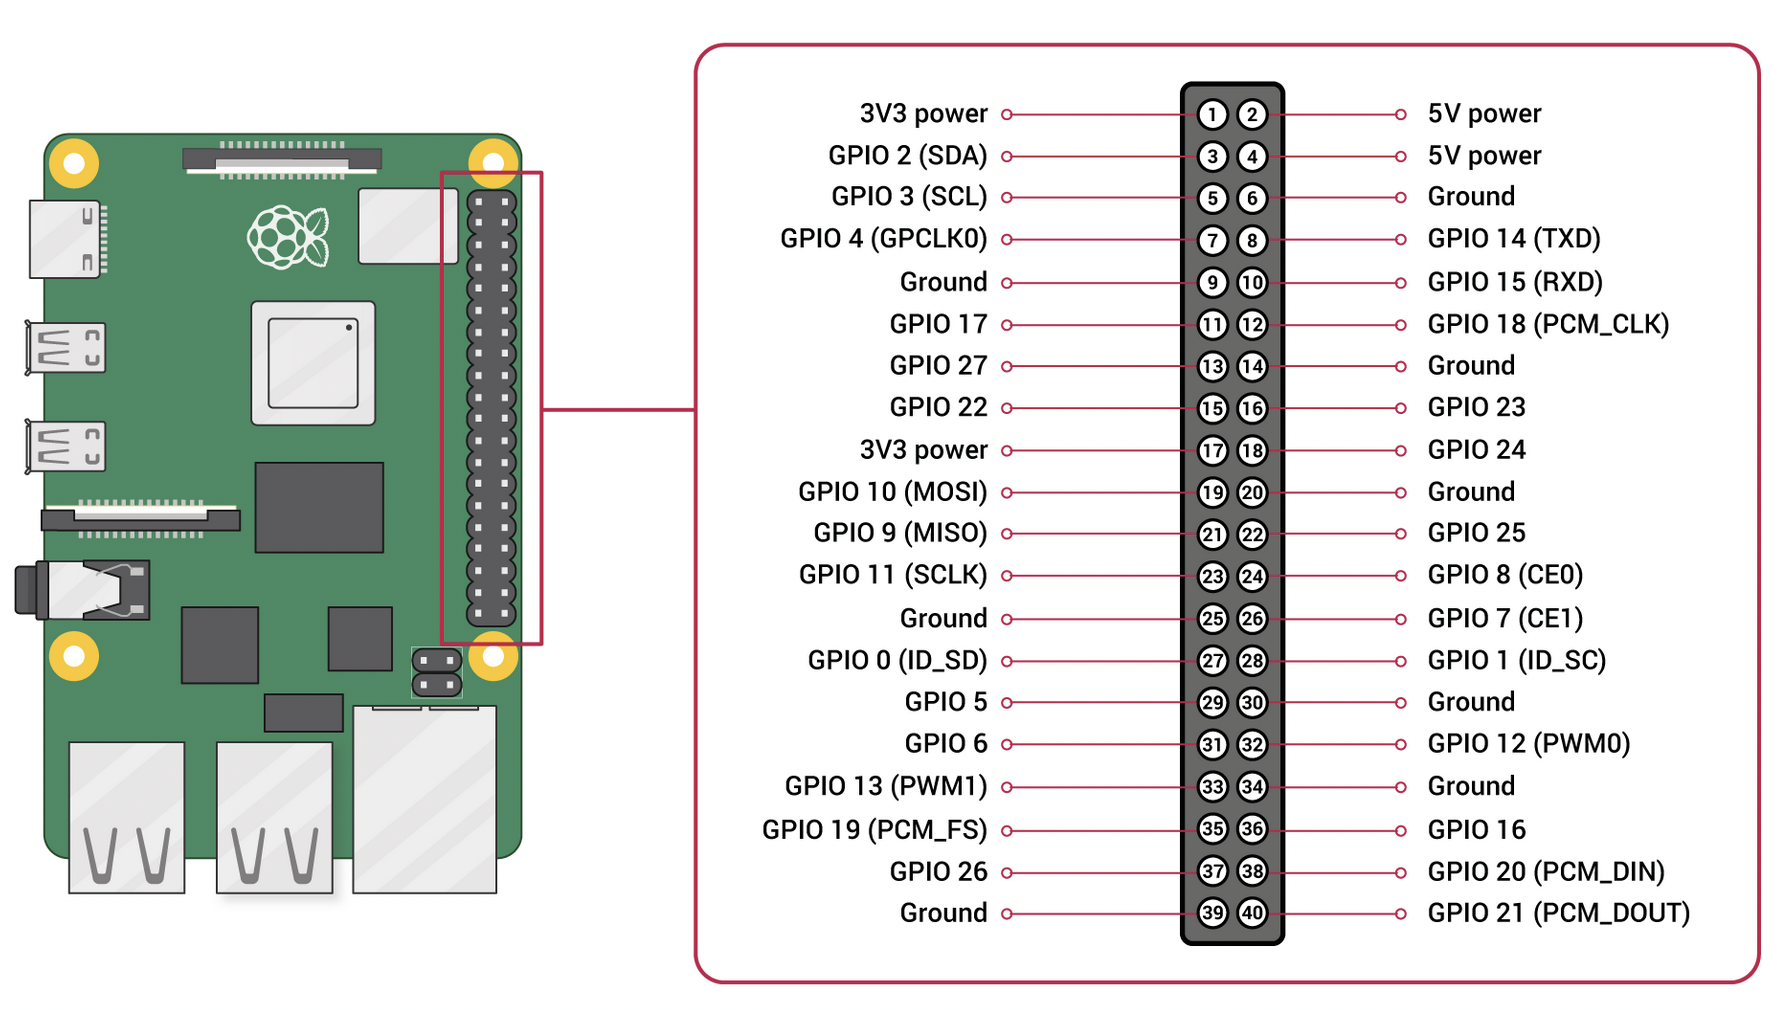 3V3 power 1 2 5V power
GPIO 2 (SDA) 3 4 5V power
GPIO 3 (SCL) 5 6 Ground
GPIO 4 (GPCLK0) 7 8 GPIO 14 (TXD)
Ground 9 10 GPIO 15 (RXD)
GPIO 17 11 12 GPIO 18 (PCM_CLK)
GPIO 27 13 14 Ground
GPIO 22 15 16 GPIO 23
3V3 power 17 18 GPIO 24
GPIO 10 (MOSI) 19 20 Ground
GPIO 9 (MISO) 21 22 GPIO 25
GPIO 11 (SCLK) 23 24 GPIO 8 (CE0)
Ground 25 26 GPIO 7 (CE1)
GPIO 0 (ID_SD) 27 28 GPIO 1 (ID_SC)
GPIO 5 29 30 Ground
GPIO 6 31 32 GPIO 12 (PWM0)
GPIO 13 (PWM1) 33 34 Ground
GPIO 19 (PCM_FS) 35 36 GPIO 16
GPIO 26 37 38 GPIO 20 (PCM_DIN)
Ground 39 40 GPIO 21 (PCM_DOUT)